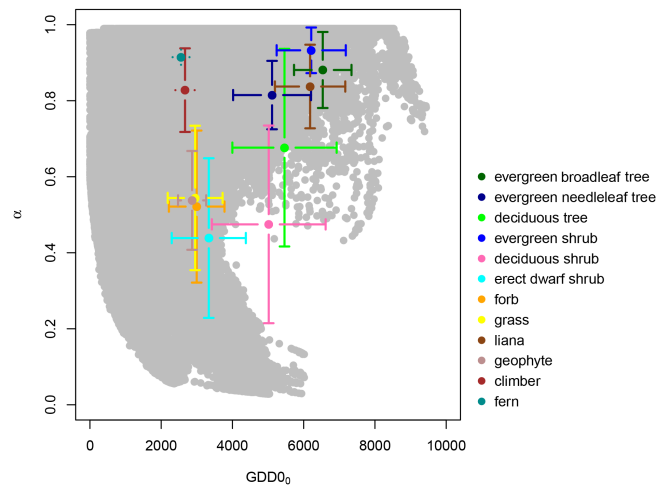 1.0
0.8
0.6
0.4
0.2
0.0
α
0 2000 4000 6000 8000 10000
GDD0₀
evergreen broadleaf tree
evergreen needleleaf tree
deciduous tree
evergreen shrub
deciduous shrub
erect dwarf shrub
forb
grass
liana
geophyte
climber
fern